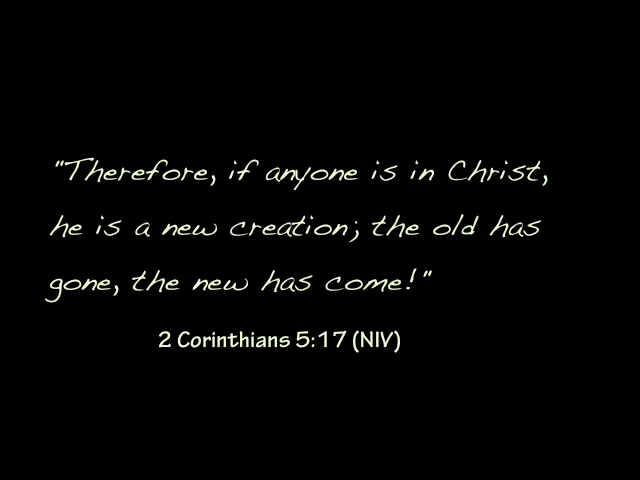 "Therefore, if anyone is in Christ,
he is a new creation; the old has
gone, the new has come!"
2 Corinthians 5:17 (NIV)